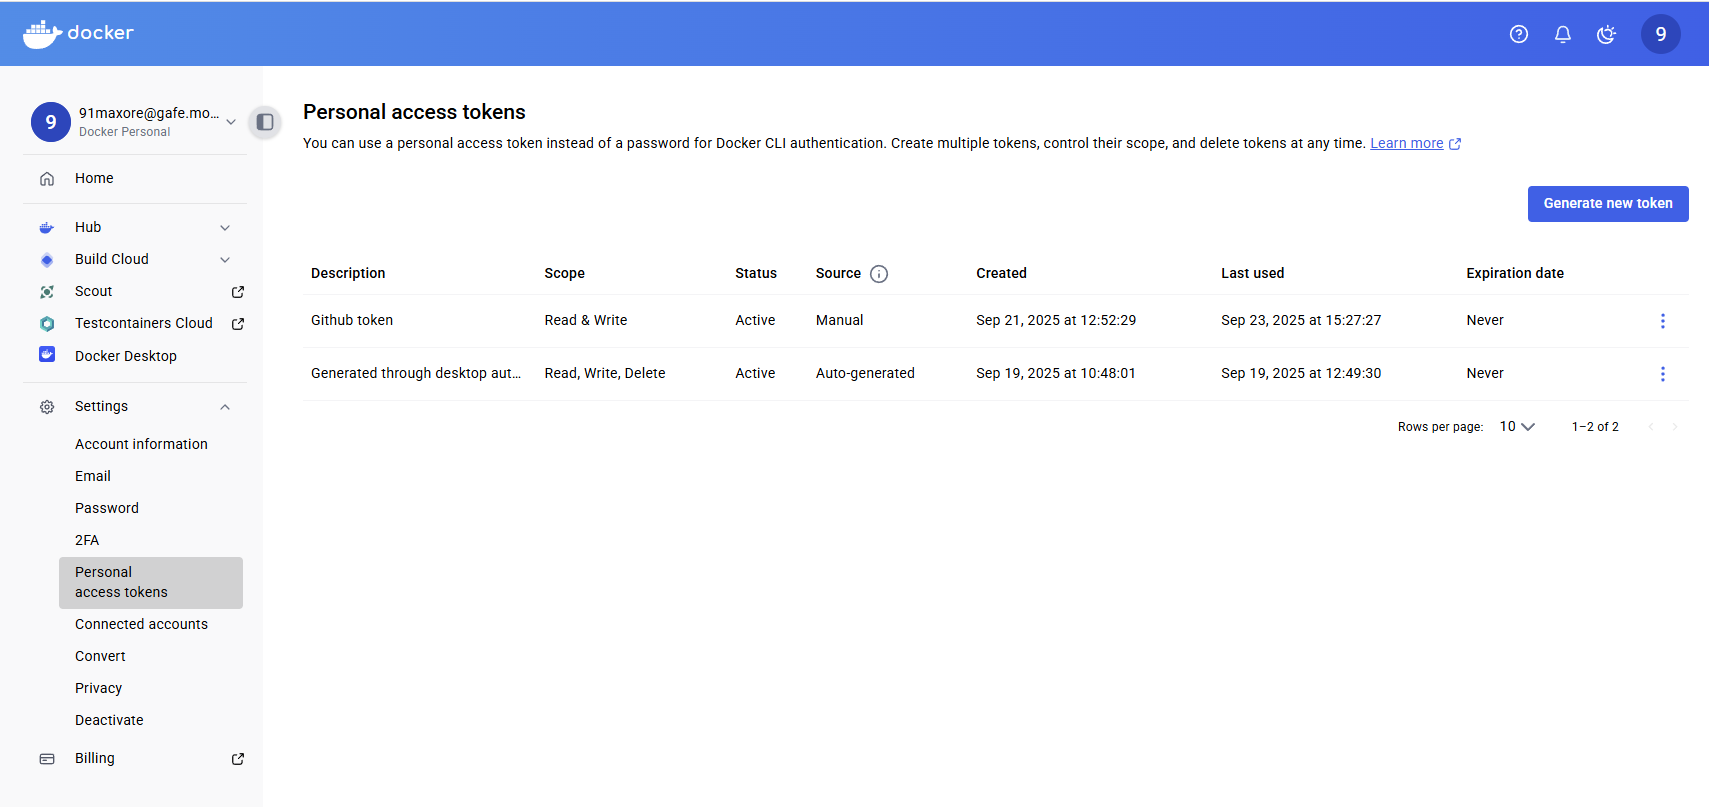 docker
9
9
91maxore@gafe.mo...
Docker Personal
Home
Hub
Build Cloud
Scout
Testcontainers Cloud
Docker Desktop
Settings
Account information
Email
Password
2FA
Personal
access tokens
Connected accounts
Convert
Privacy
Deactivate
Billing
Personal access tokens
You can use a personal access token instead of a password for Docker CLI authentication. Create multiple tokens, control their scope, and delete tokens at any time. Learn more
Generate new token
Description Scope Status Source Created Last used Expiration date
Github token Read & Write Active Manual Sep 21, 2025 at 12:52:29 Sep 23, 2025 at 15:27:27 Never
Generated through desktop aut... Read, Write, Delete Active Auto-generated Sep 19, 2025 at 10:48:01 Sep 19, 2025 at 12:49:30 Never
Rows per page: 10 1–2 of 2